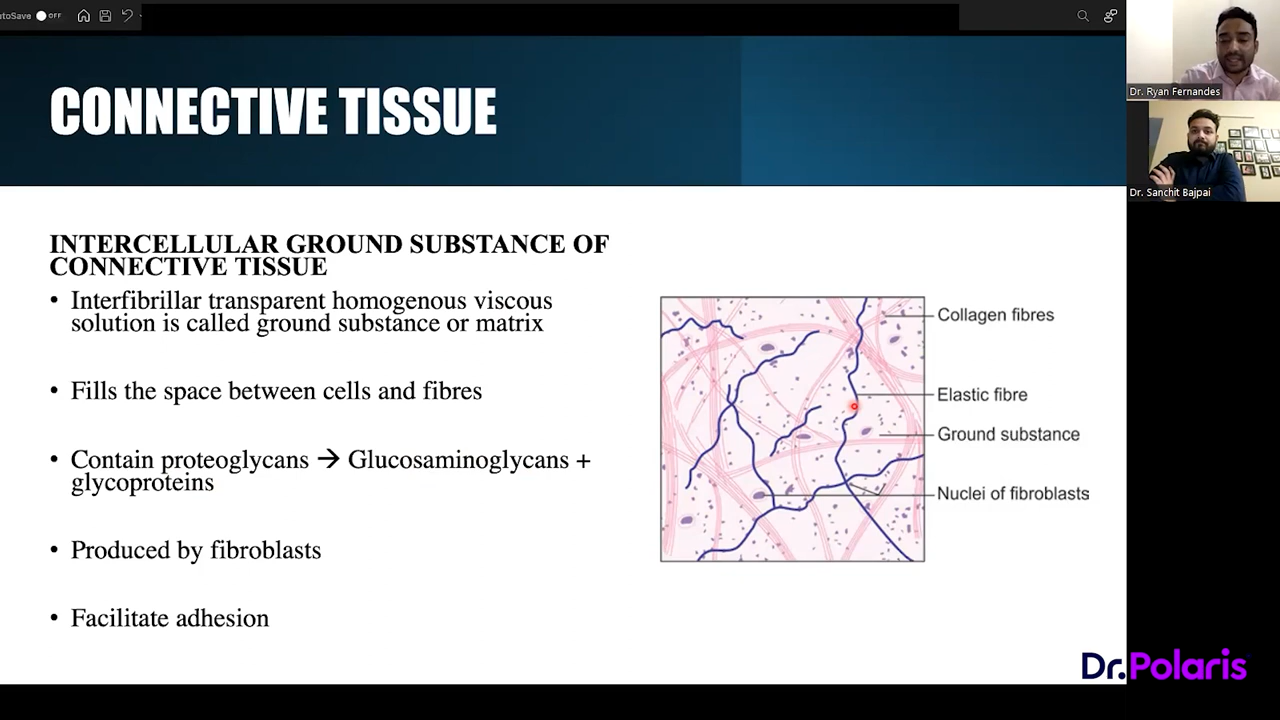 utoSave OFF
CONNECTIVE TISSUE
INTERCELLULAR GROUND SUBSTANCE OF
CONNECTIVE TISSUE
• Interfibrillar transparent homogenous viscous
solution is called ground substance or matrix
• Fills the space between cells and fibres
• Contain proteoglycans → Glucosaminoglycans +
glycoproteins
• Produced by fibroblasts
• Facilitate adhesion
Collagen fibres
Elastic fibre
Ground substance
Nuclei of fibroblasts
Dr. Ryan Fernandes
Dr. Sanchit Bajpai
Dr.Polaris